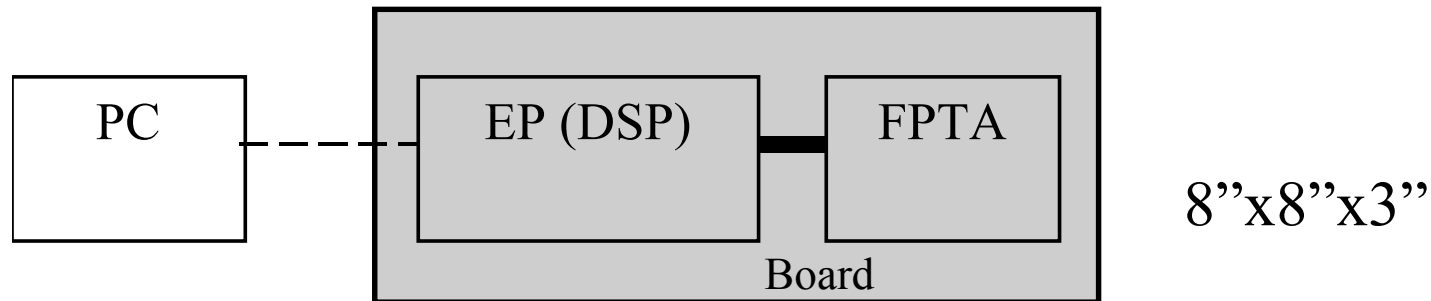 PC
EP (DSP)
FPTA
8”x8”x3”
Board